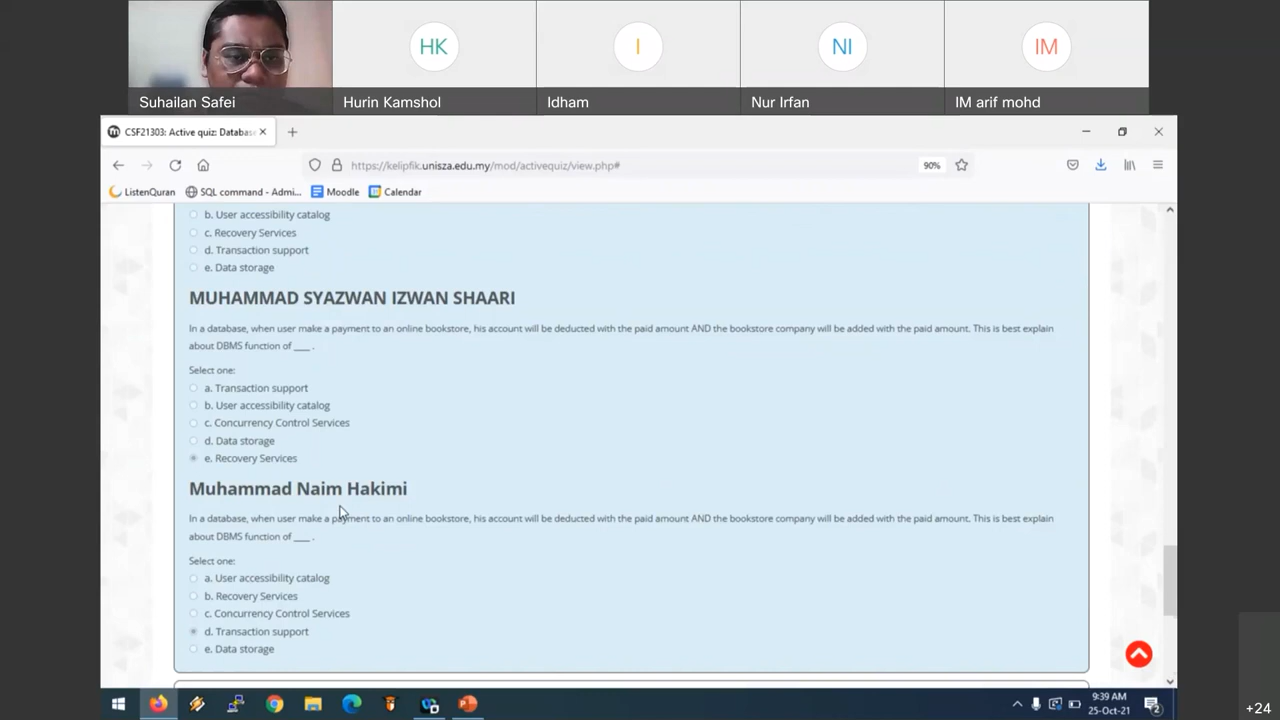 HK
I
NI
IM
Suhailan Safei
Hurin Kamshol
Idham
Nur Irfan
IM arif mohd
CSF21303: Active quiz: Databas
https://kelipfik.unisza.edu.my/mod/activequiz/view.php#
90%
ListenQuran
SQL command - Admi...
Moodle
Calendar
b. User accessibility catalog
c. Recovery Services
d. Transaction support
e. Data storage
MUHAMMAD SYAZWAN IZWAN SHAARI
In a database, when user make a payment to an online bookstore, his account will be deducted with the paid amount AND the bookstore company will be added with the paid amount. This is best explain
about DBMS function of ____ .
Select one:
a. Transaction support
b. User accessibility catalog
c. Concurrency Control Services
d. Data storage
e. Recovery Services
Muhammad Naim Hakimi
In a database, when user make a payment to an online bookstore, his account will be deducted with the paid amount AND the bookstore company will be added with the paid amount. This is best explain
about DBMS function of ____ .
Select one:
a. User accessibility catalog
b. Recovery Services
c. Concurrency Control Services
d. Transaction support
e. Data storage
9:39 AM
25-Oct-21
2
+24